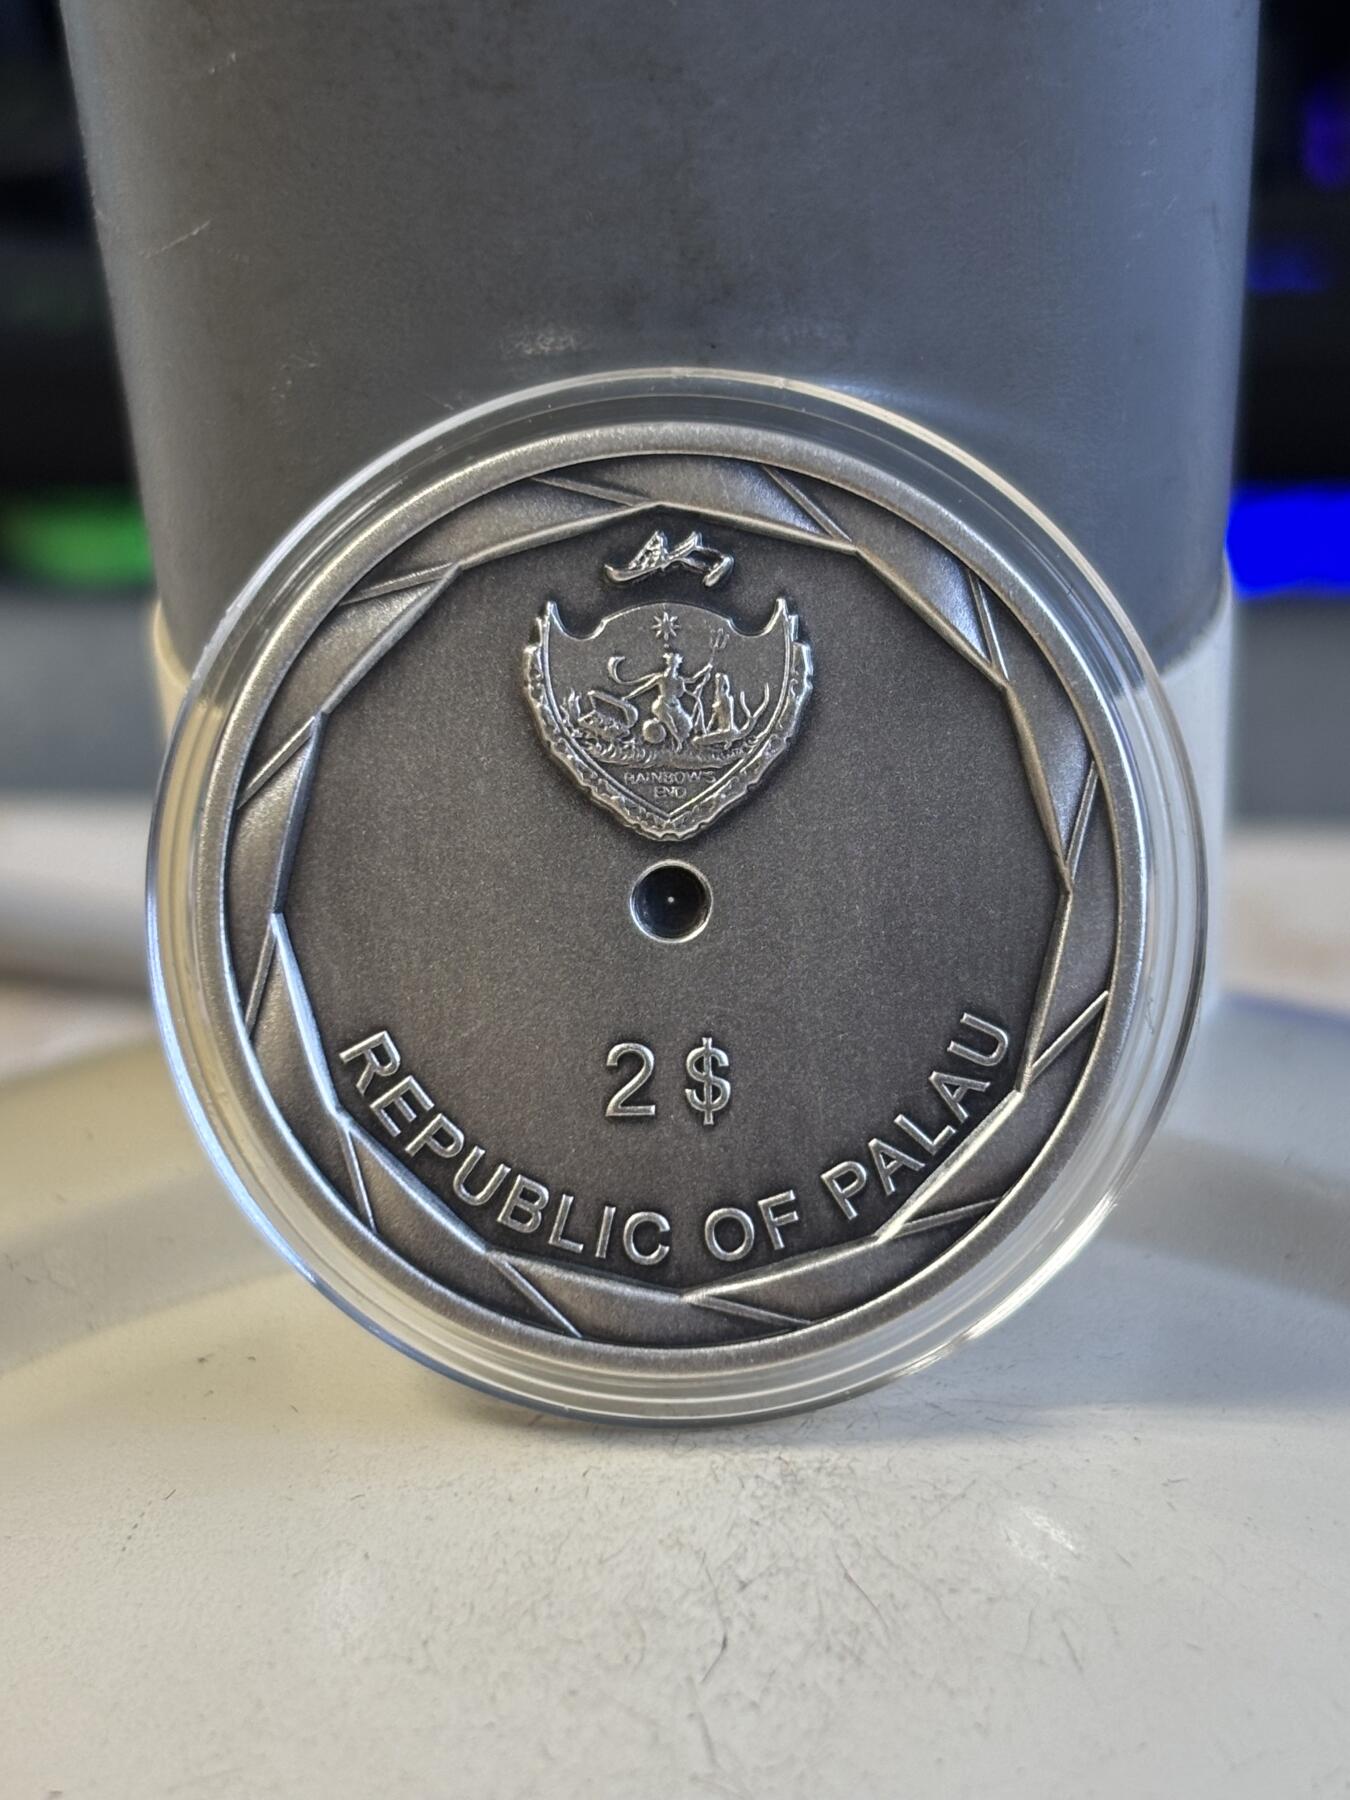 RAINBOW'S
END
2 $
REPUBLIC OF PALAU